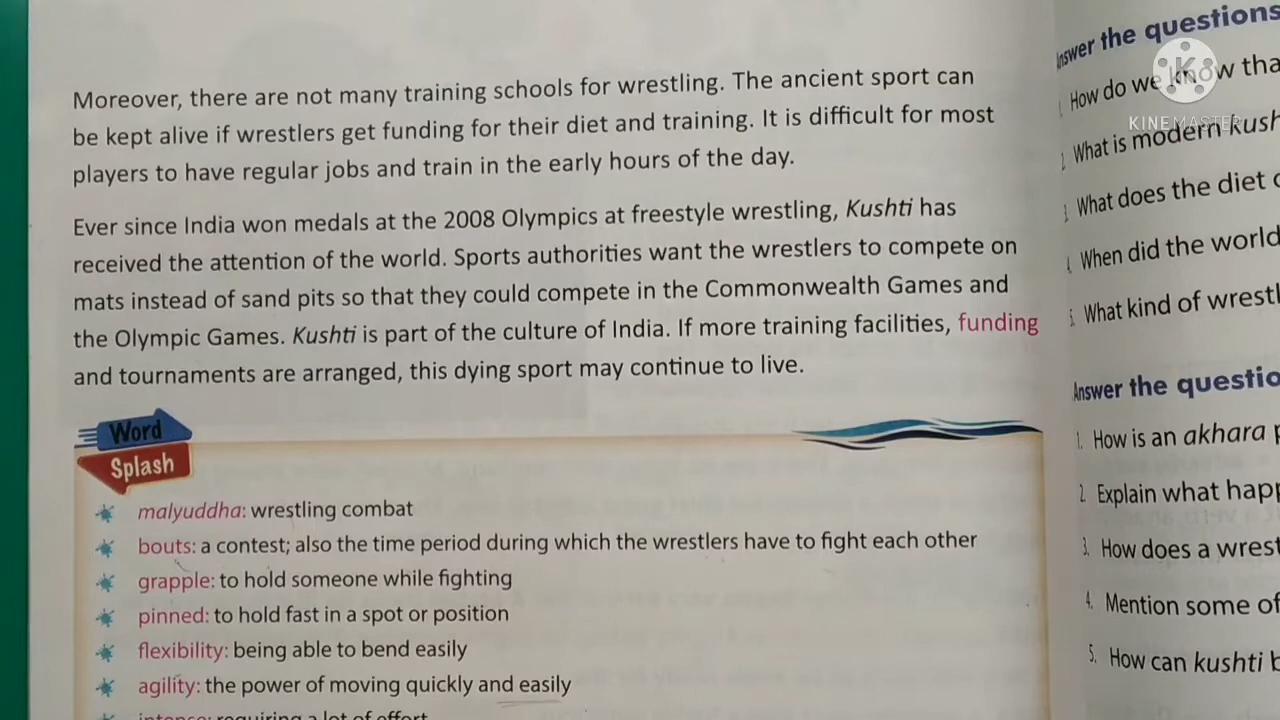 Moreover, there are not many training schools for wrestling. The ancient sport can
be kept alive if wrestlers get funding for their diet and training. It is difficult for most
players to have regular jobs and train in the early hours of the day.
Ever since India won medals at the 2008 Olympics at freestyle wrestling, Kushti has
received the attention of the world. Sports authorities want the wrestlers to compete on
mats instead of sand pits so that they could compete in the Commonwealth Games and
the Olympic Games. Kushti is part of the culture of India. If more training facilities, funding
and tournaments are arranged, this dying sport may continue to live.
Word
Splash
malyuddha: wrestling combat
bouts: a contest; also the time period during which the wrestlers have to fight each other
grapple: to hold someone while fighting
pinned: to hold fast in a spot or position
flexibility: being able to bend easily
agility: the power of moving quickly and easily
intense: requiring a lot of effort
Answer the questions
How do we know tha
2. What is modern kush
3. What does the diet
4. When did the world
5. What kind of wrestl
Answer the questio
1. How is an akhara p
2. Explain what happ
3. How does a wrest
4. Mention some of
5. How can kushti b
K
KINEMASTER